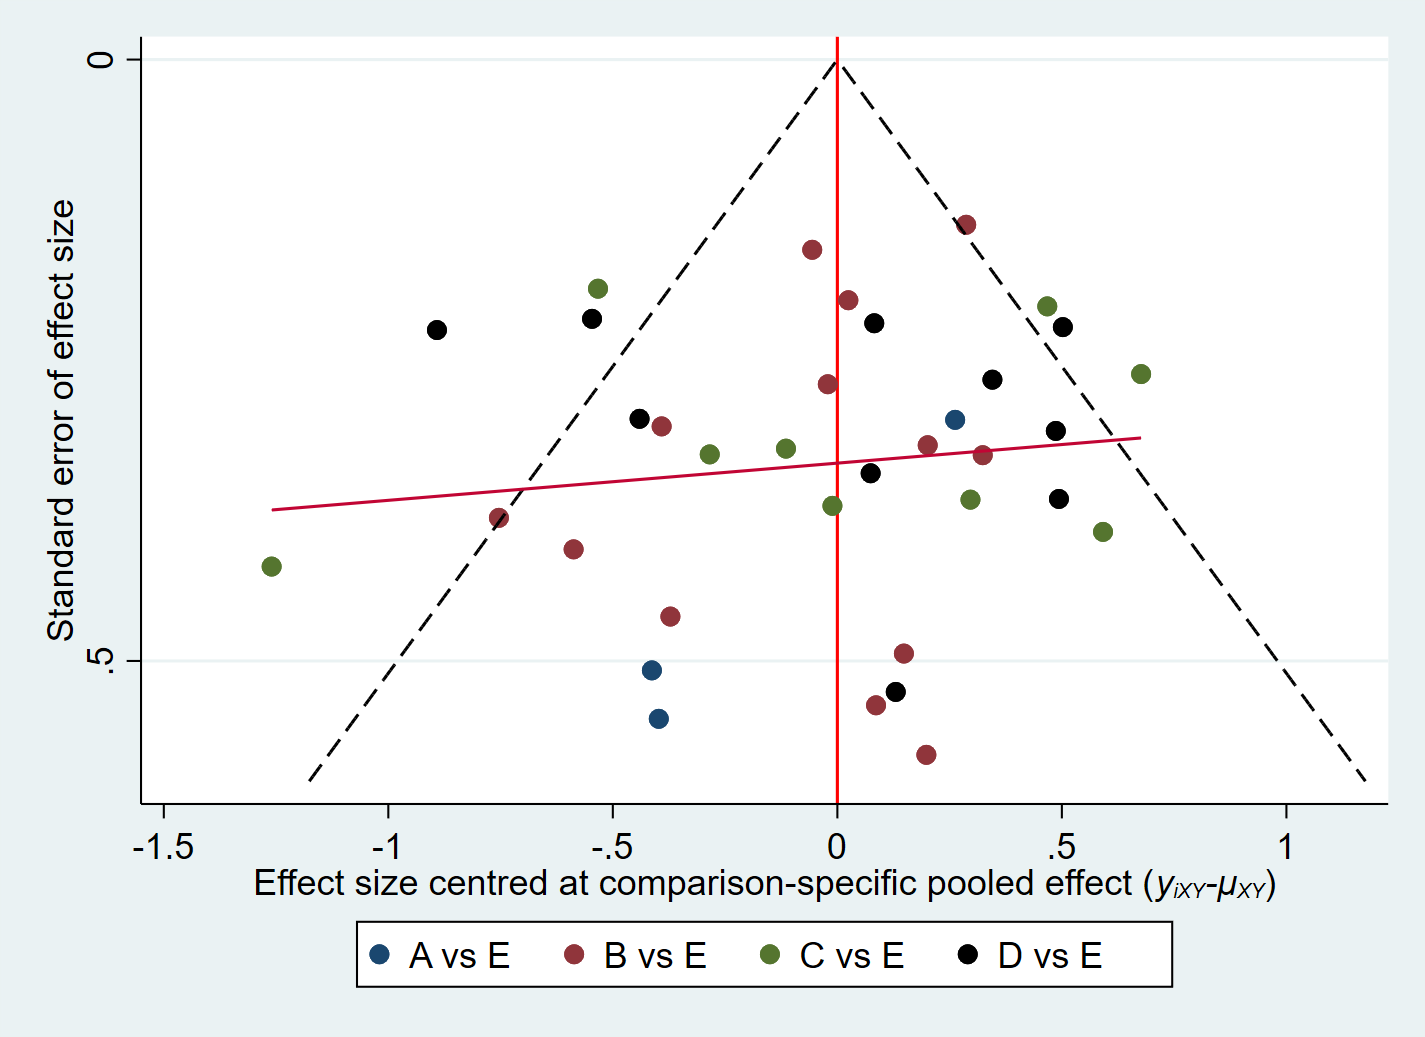 Standard error of effect size
0
.5
-1.5 -1 -.5 0 .5 1
Effect size centred at comparison-specific pooled effect (yiXY-μXY)
A vs E B vs E C vs E D vs E